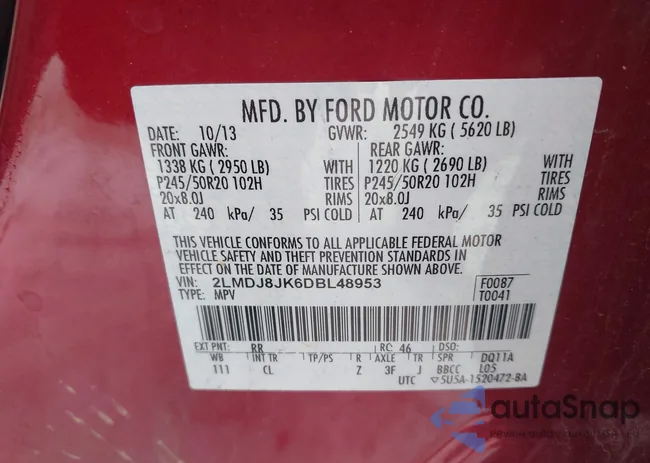 MFD. BY FORD MOTOR CO.
DATE: 10/13 GVWR: 2549 KG ( 5620 LB)
FRONT GAWR: REAR GAWR:
1338 KG ( 2950 LB) WITH 1220 KG ( 2690 LB) WITH
P245/50R20 102H TIRES P245/50R20 102H TIRES
20x8.0J RIMS 20x8.0J RIMS
AT 240 kPa/ 35 PSI COLD AT 240 kPa/ 35 PSI COLD
THIS VEHICLE CONFORMS TO ALL APPLICABLE FEDERAL MOTOR
VEHICLE SAFETY AND THEFT PREVENTION STANDARDS IN
EFFECT ON THE DATE OF MANUFACTURE SHOWN ABOVE.
VIN: 2LMDJ8JK6DBL48953 F0087
TYPE: MPV T0041
EXT PNT: RR RC: 46 DSO:
WB INT TR TP/PS R AXLE TR SPR DQ11A
111 CL Z 3F J BBCC L05
UTC ▽5U5A-1520472-BA
autoSnap